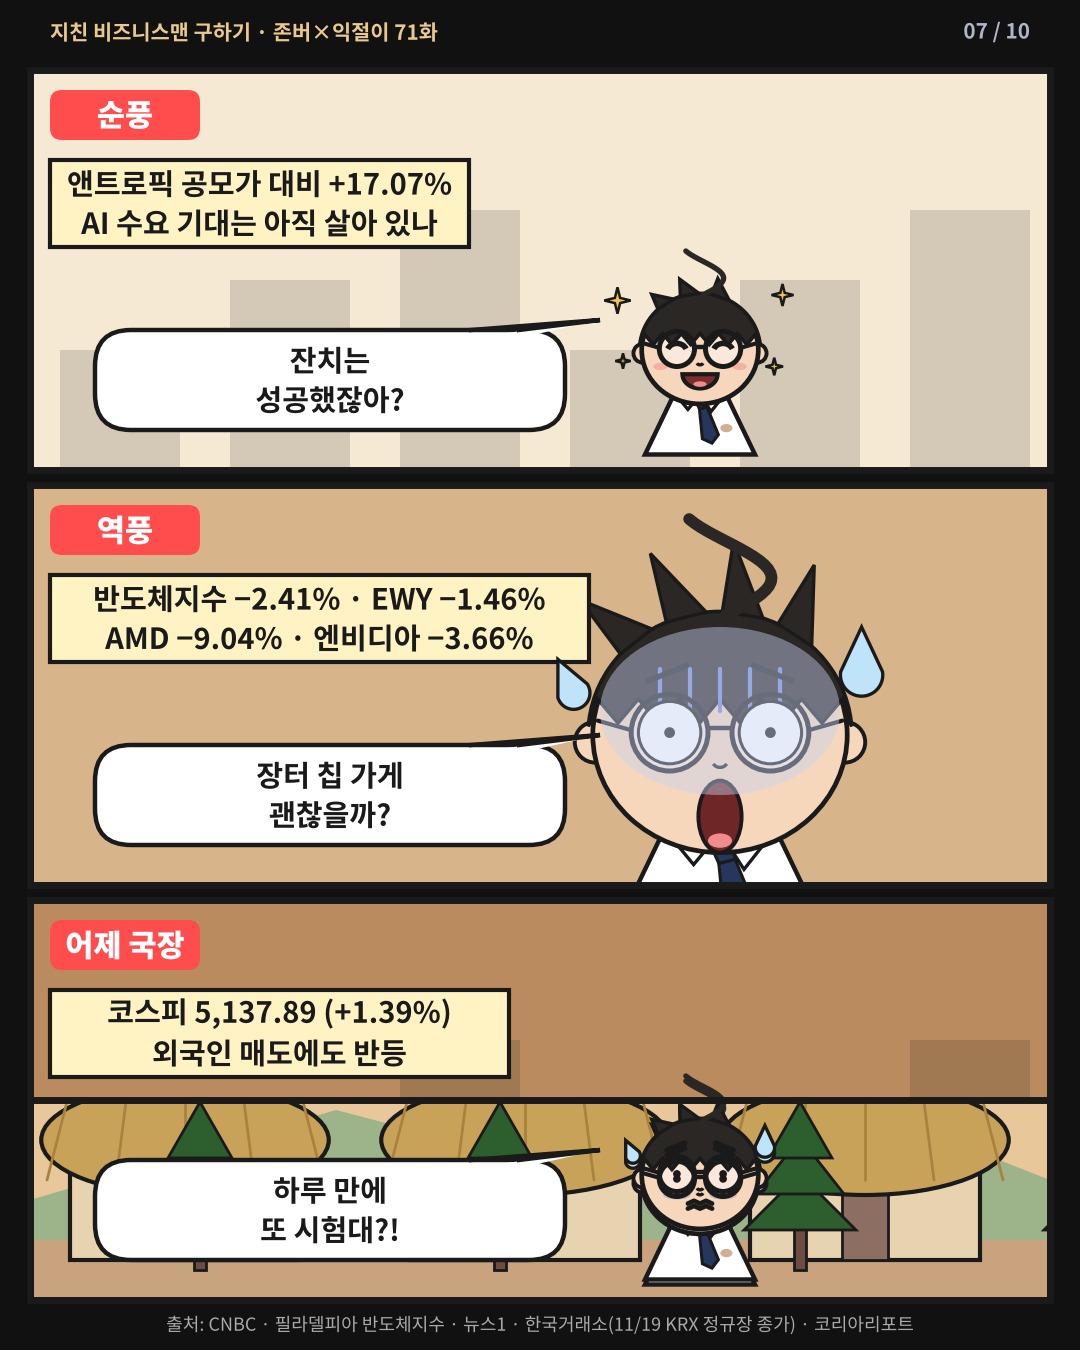 지친 비즈니스맨 구하기 · 존버×익절이 71화
07 / 10
순풍
앤트로픽 공모가 대비 +17.07%
AI 수요 기대는 아직 살아 있나
잔치는
성공했잖아?
역풍
반도체지수 −2.41% · EWY −1.46%
AMD −9.04% · 엔비디아 −3.66%
장터 칩 가게
괜찮을까?
어제 국장
코스피 5,137.89 (+1.39%)
외국인 매도에도 반등
하루 만에
또 시험대?!
출처: CNBC · 필라델피아 반도체지수 · 뉴스1 · 한국거래소(11/19 KRX 정규장 종가) · 코리아리포트